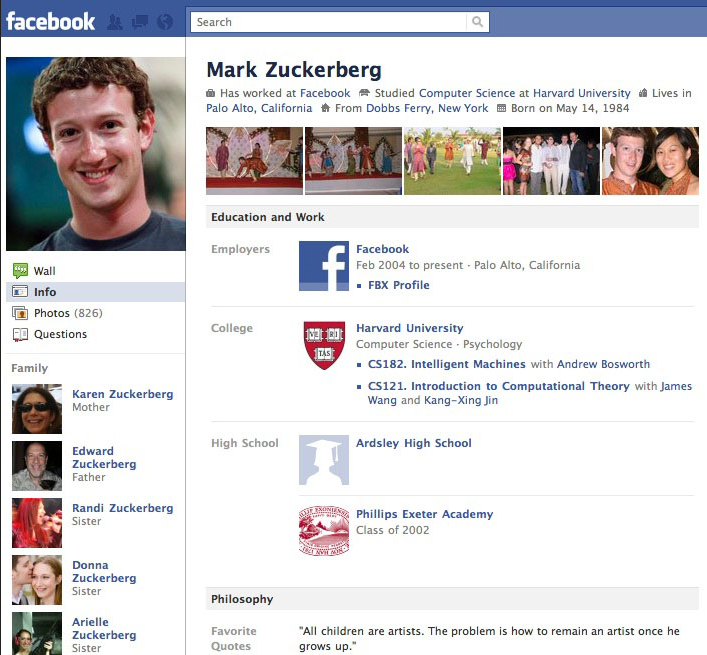 facebook
Search
Mark Zuckerberg
Has worked at Facebook Studied Computer Science at Harvard University Lives in
Palo Alto, California From Dobbs Ferry, New York Born on May 14, 1984
Wall
Info
Photos (826)
Questions
Family
Karen Zuckerberg
Mother
Edward
Zuckerberg
Father
Randi Zuckerberg
Sister
Donna
Zuckerberg
Sister
Arielle
Zuckerberg
Sister
Education and Work
Employers
Facebook
Feb 2004 to present · Palo Alto, California
FBX Profile
College
VE RI
TAS
Harvard University
Computer Science · Psychology
CS182. Intelligent Machines with Andrew Bosworth
CS121. Introduction to Computational Theory with James
Wang and Kang-Xing Jin
High School
Ardsley High School
Phillips Exeter Academy
Class of 2002
Philosophy
Favorite
Quotes
"All children are artists. The problem is how to remain an artist once he
grows up."